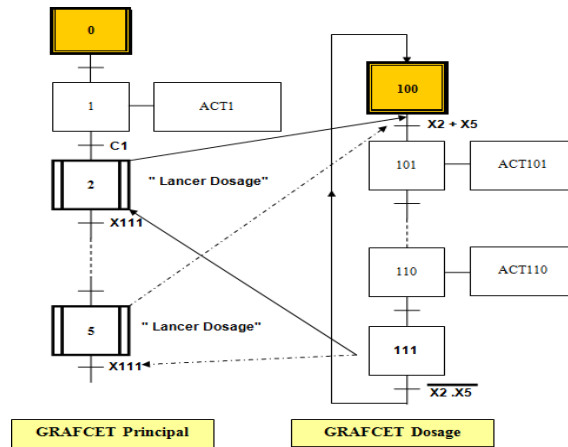 0
1
ACT1
C1
2
" Lancer Dosage"
X111
5
" Lancer Dosage"
X111
GRAFCET Principal
100
X2 + X5
101
ACT101
110
ACT110
111
X2 .X5
GRAFCET Dosage